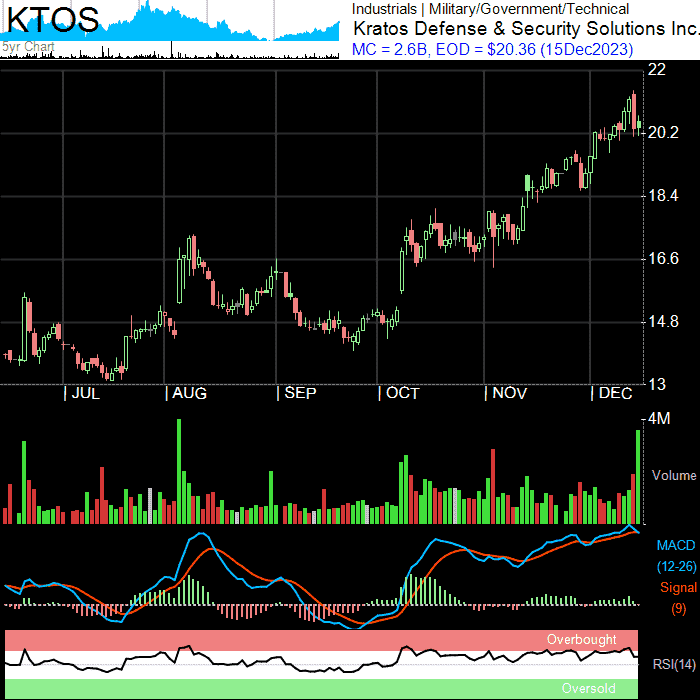 KTOS
5yr Chart
Industrials | Military/Government/Technical
Kratos Defense & Security Solutions Inc.
MC = 2.6B, EOD = $20.36 (15Dec2023)
22
20.2
18.4
16.6
14.8
13
JUL AUG SEP OCT NOV DEC
4M
Volume
MACD
(12-26)
Signal
(9)
Overbought
RSI(14)
Oversold